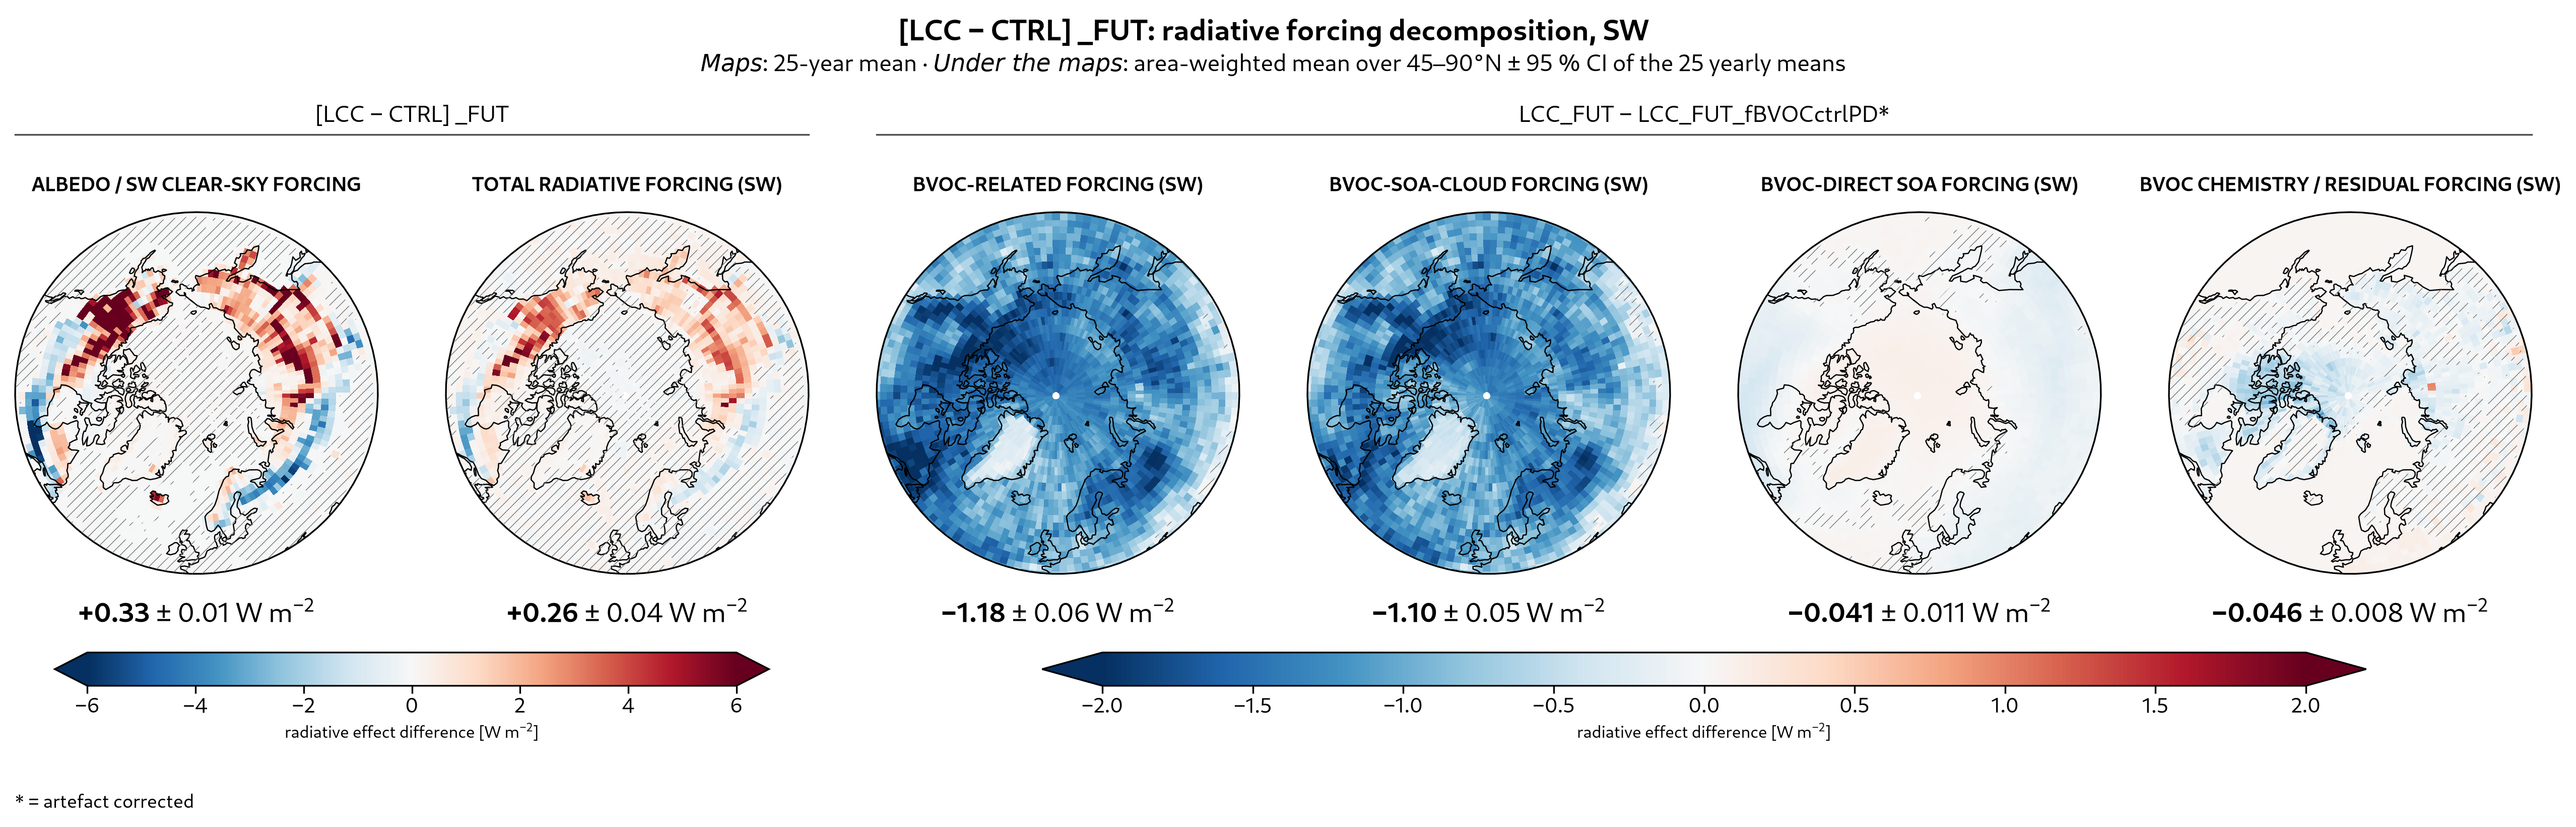 [LCC − CTRL] _FUT: radiative forcing decomposition, SW
Maps: 25-year mean · Under the maps: area-weighted mean over 45–90°N ± 95 % CI of the 25 yearly means
[LCC − CTRL] _FUT
LCC_FUT − LCC_FUT_fBVOCctrlPD*
ALBEDO / SW CLEAR-SKY FORCING
TOTAL RADIATIVE FORCING (SW)
BVOC-RELATED FORCING (SW)
BVOC-SOA-CLOUD FORCING (SW)
BVOC-DIRECT SOA FORCING (SW)
BVOC CHEMISTRY / RESIDUAL FORCING (SW)
+0.33 ± 0.01 W m⁻²
+0.26 ± 0.04 W m⁻²
−1.18 ± 0.06 W m⁻²
−1.10 ± 0.05 W m⁻²
−0.041 ± 0.011 W m⁻²
−0.046 ± 0.008 W m⁻²
−6 −4 −2 0 2 4 6
radiative effect difference [W m⁻²]
−2.0 −1.5 −1.0 −0.5 0.0 0.5 1.0 1.5 2.0
radiative effect difference [W m⁻²]
* = artefact corrected